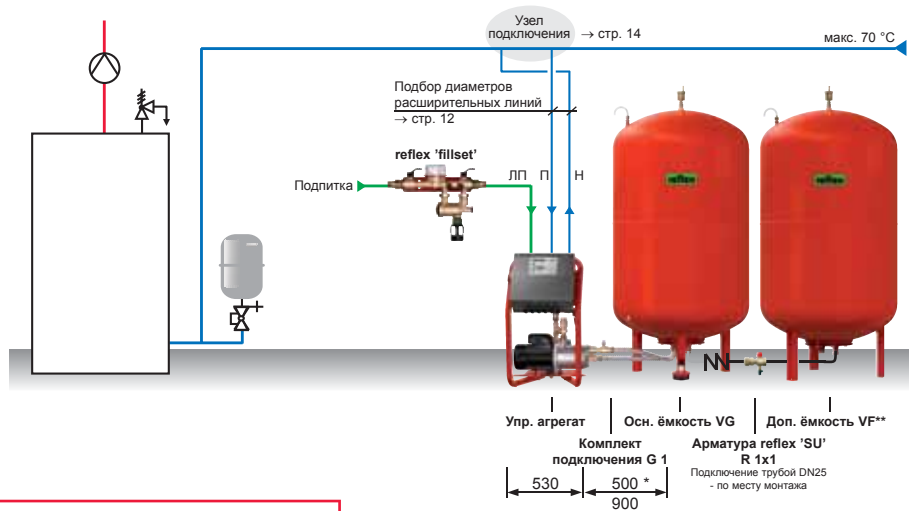 Узел
подключения → стр. 14
макс. 70 °C
Подбор диаметров
расширительных линий
→ стр. 12
reflex 'fillset'
Подпитка
ЛП П Н
reflex
reflex
Упр. агрегат
Осн. ёмкость VG
Доп. ёмкость VF**
Комплект
подключения G 1
Арматура reflex 'SU'
R 1x1
Подключение трубой DN25
- по месту монтажа
530
500 *
900